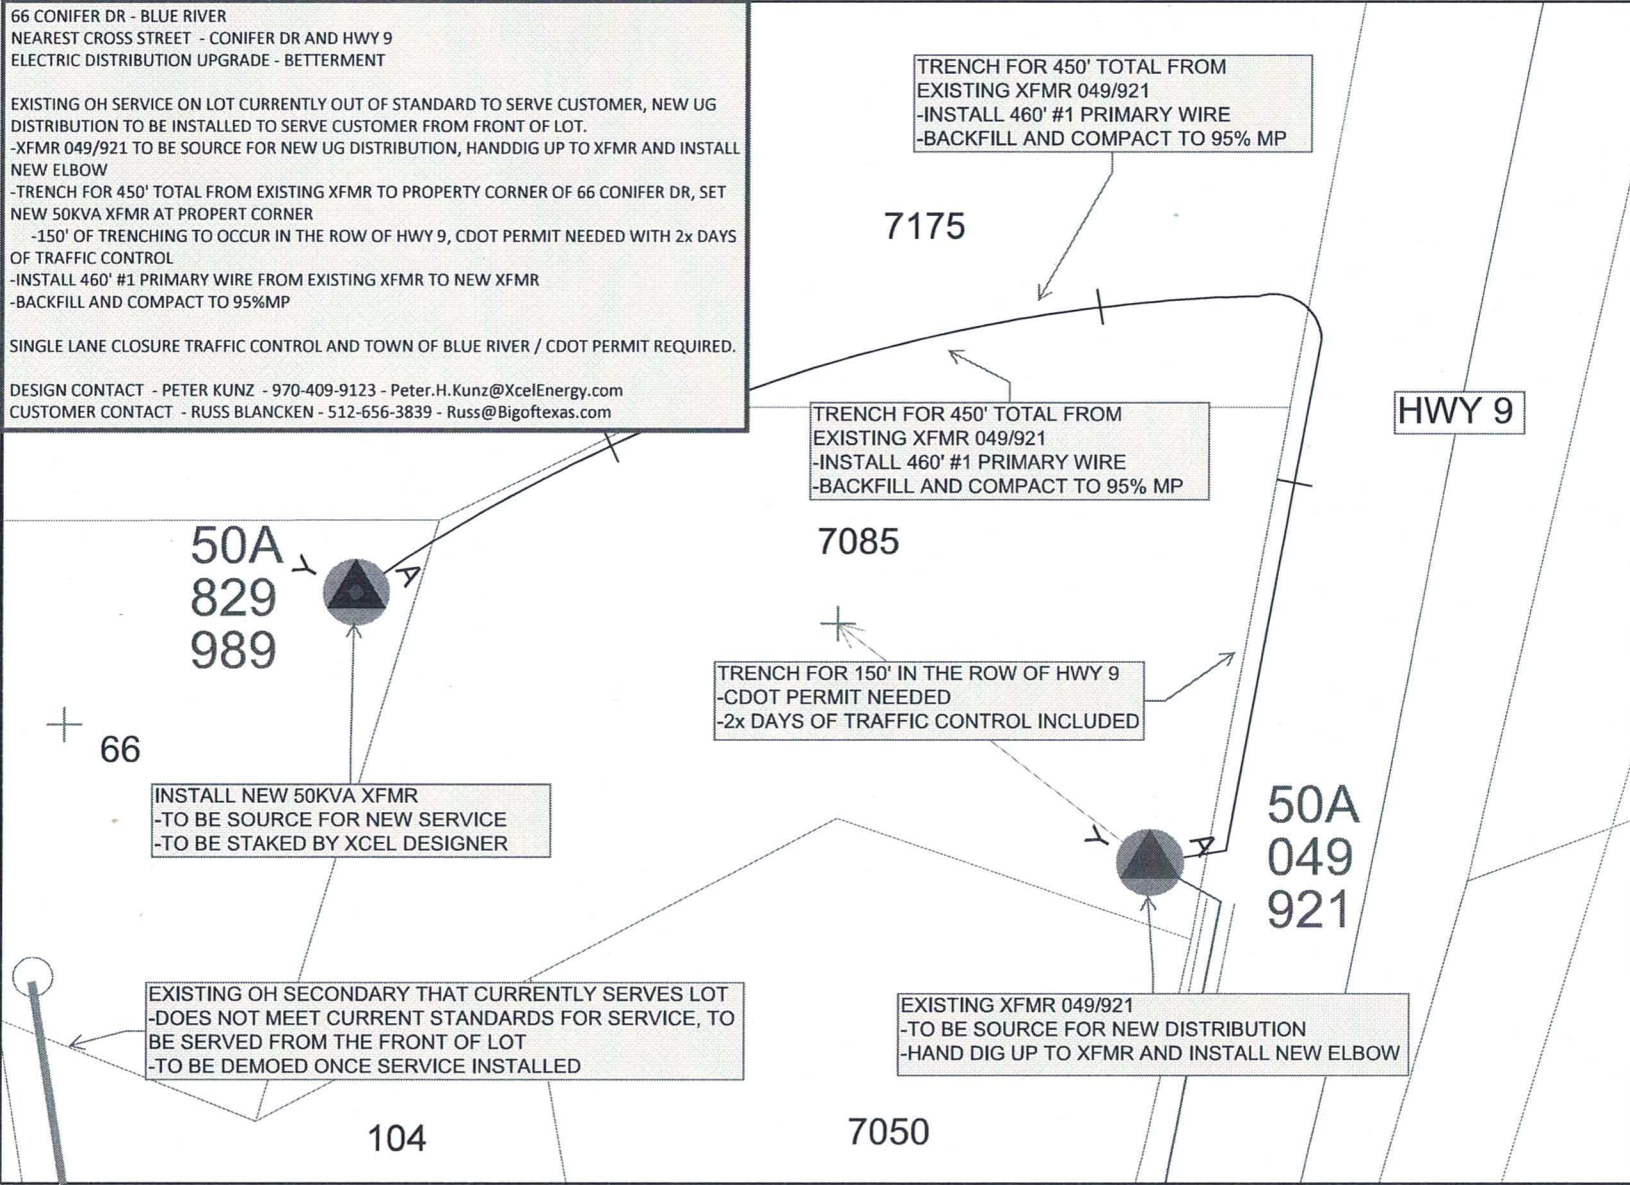 66 CONIFER DR - BLUE RIVER
NEAREST CROSS STREET - CONIFER DR AND HWY 9
ELECTRIC DISTRIBUTION UPGRADE - BETTERMENT
EXISTING OH SERVICE ON LOT CURRENTLY OUT OF STANDARD TO SERVE CUSTOMER, NEW UG
DISTRIBUTION TO BE INSTALLED TO SERVE CUSTOMER FROM FRONT OF LOT.
-XFMR 049/921 TO BE SOURCE FOR NEW UG DISTRIBUTION, HANDDIG UP TO XFMR AND INSTALL
NEW ELBOW
-TRENCH FOR 450' TOTAL FROM EXISTING XFMR TO PROPERTY CORNER OF 66 CONIFER DR, SET
NEW 50KVA XFMR AT PROPERT CORNER
-150' OF TRENCHING TO OCCUR IN THE ROW OF HWY 9, CDOT PERMIT NEEDED WITH 2x DAYS
OF TRAFFIC CONTROL
-INSTALL 460' #1 PRIMARY WIRE FROM EXISTING XFMR TO NEW XFMR
-BACKFILL AND COMPACT TO 95%MP
SINGLE LANE CLOSURE TRAFFIC CONTROL AND TOWN OF BLUE RIVER / CDOT PERMIT REQUIRED.
DESIGN CONTACT - PETER KUNZ - 970-409-9123 - Peter.H.Kunz@XcelEnergy.com
CUSTOMER CONTACT - RUSS BLANCKEN - 512-656-3839 - Russ@Bigoftexas.com
TRENCH FOR 450' TOTAL FROM
EXISTING XFMR 049/921
-INSTALL 460' #1 PRIMARY WIRE
-BACKFILL AND COMPACT TO 95% MP
7175
HWY 9
TRENCH FOR 450' TOTAL FROM
EXISTING XFMR 049/921
-INSTALL 460' #1 PRIMARY WIRE
-BACKFILL AND COMPACT TO 95% MP
7085
50A
829
989
Y
A
TRENCH FOR 150' IN THE ROW OF HWY 9
-CDOT PERMIT NEEDED
-2x DAYS OF TRAFFIC CONTROL INCLUDED
66
INSTALL NEW 50KVA XFMR
-TO BE SOURCE FOR NEW SERVICE
-TO BE STAKED BY XCEL DESIGNER
Y
A
50A
049
921
EXISTING OH SECONDARY THAT CURRENTLY SERVES LOT
-DOES NOT MEET CURRENT STANDARDS FOR SERVICE, TO
BE SERVED FROM THE FRONT OF LOT
-TO BE DEMOED ONCE SERVICE INSTALLED
EXISTING XFMR 049/921
-TO BE SOURCE FOR NEW DISTRIBUTION
-HAND DIG UP TO XFMR AND INSTALL NEW ELBOW
104
7050